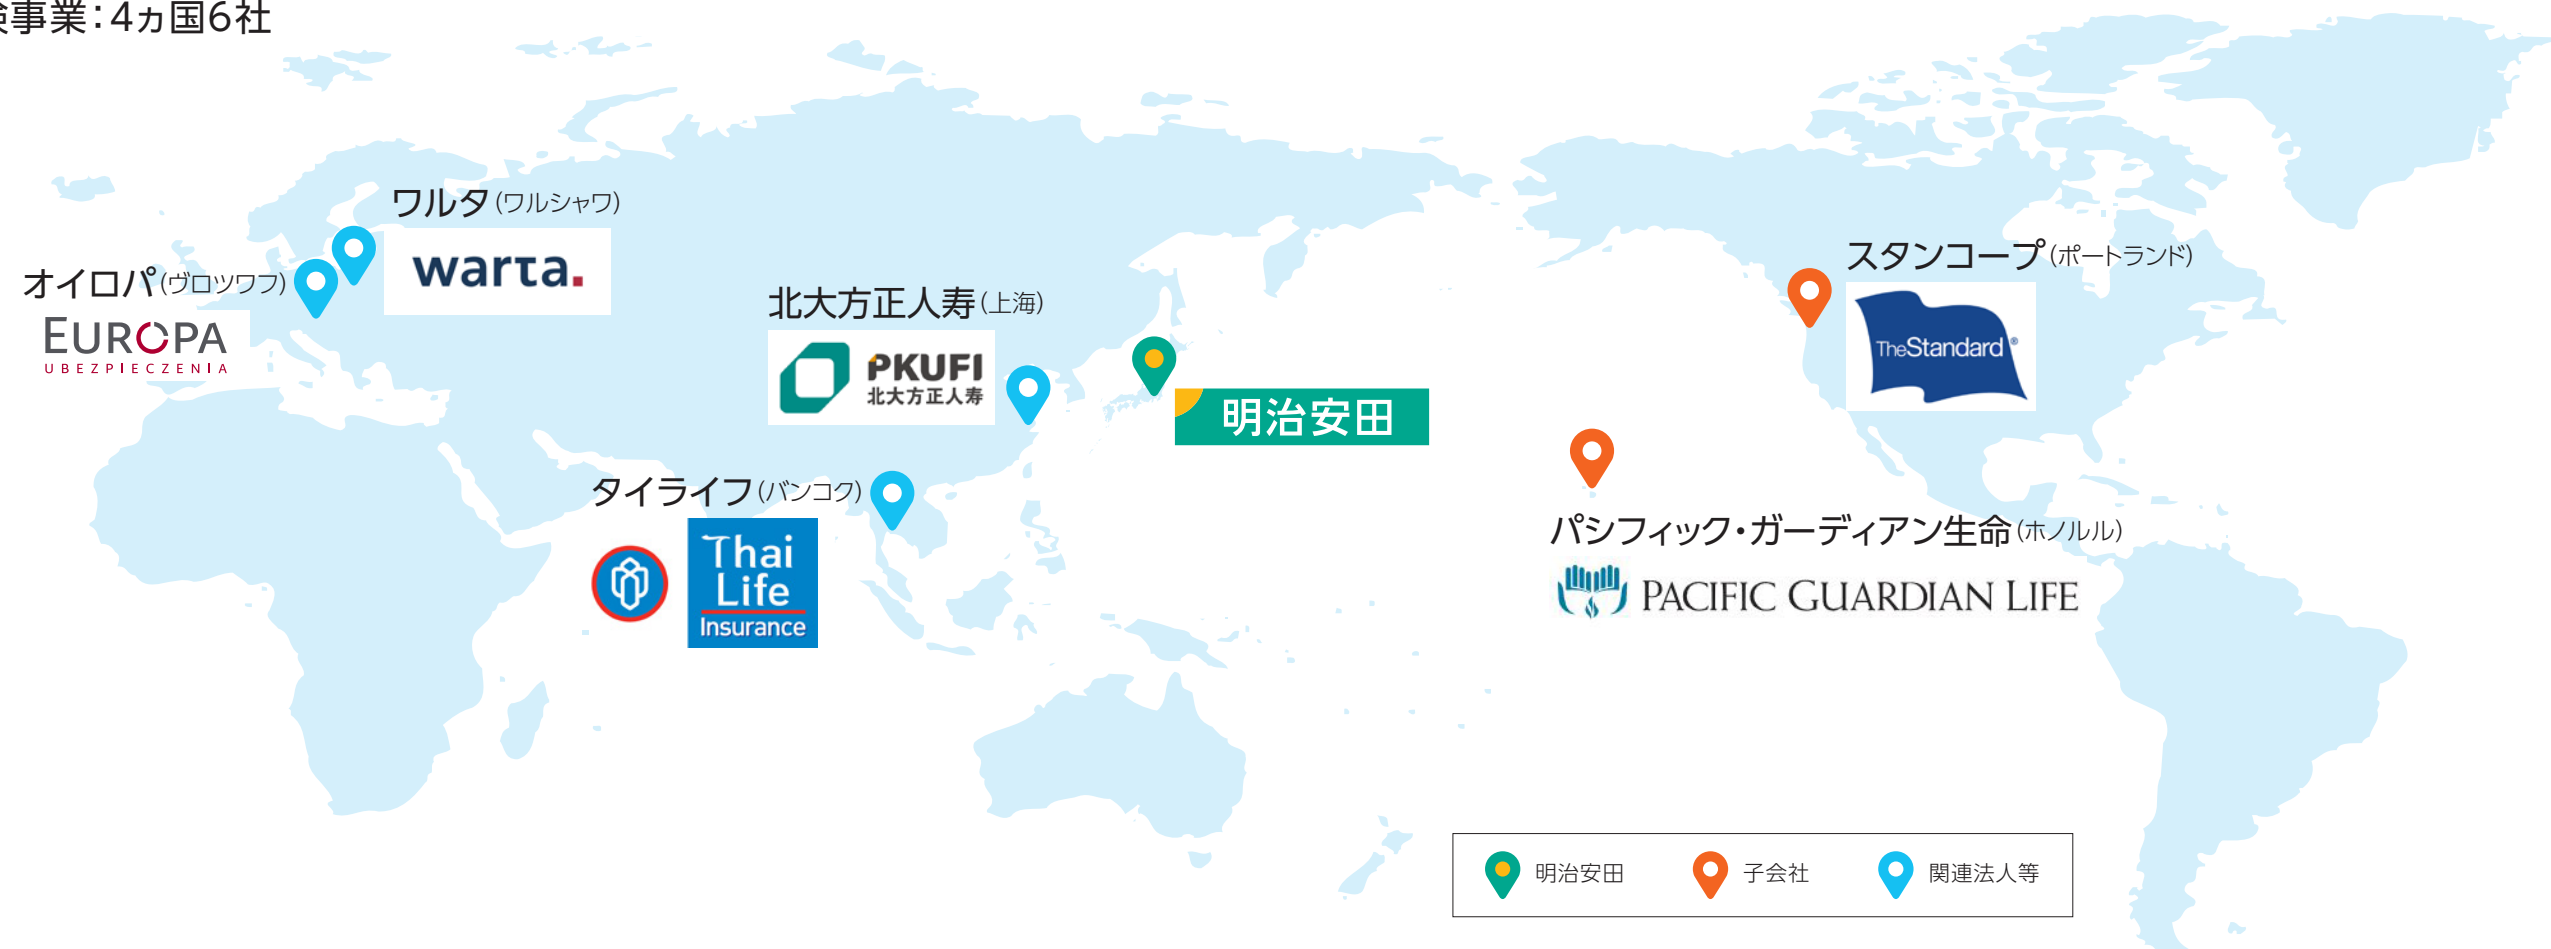 険事業：4ヵ国6社
ワルタ（ワルシャワ）
warta.
オイロパ（ヴロツワフ）
EUROPA
UBEZPIECZENIA
北大方正人寿（上海）
PKUFI
北大方正人寿
明治安田
スタンコープ（ポートランド）
TheStandard®
タイライフ（バンコク）
Thai
Life
Insurance
パシフィック・ガーディアン生命（ホノルル）
PACIFIC GUARDIAN LIFE
明治安田 子会社 関連法人等